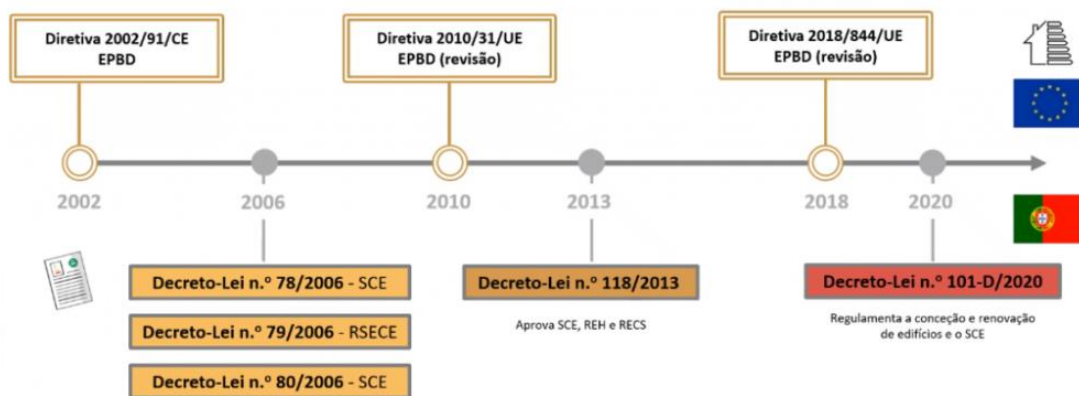 Diretiva 2002/91/CE
EPBD
Diretiva 2010/31/UE
EPBD (revisão)
Diretiva 2018/844/UE
EPBD (revisão)
2002
2006
2010
2013
2018
2020
Decreto-Lei n.º 78/2006 - SCE
Decreto-Lei n.º 79/2006 - RSECE
Decreto-Lei n.º 80/2006 - SCE
Decreto-Lei n.º 118/2013
Aprova SCE, REH e RECS
Decreto-Lei n.º 101-D/2020
Regulamenta a conceção e renovação
de edifícios e o SCE